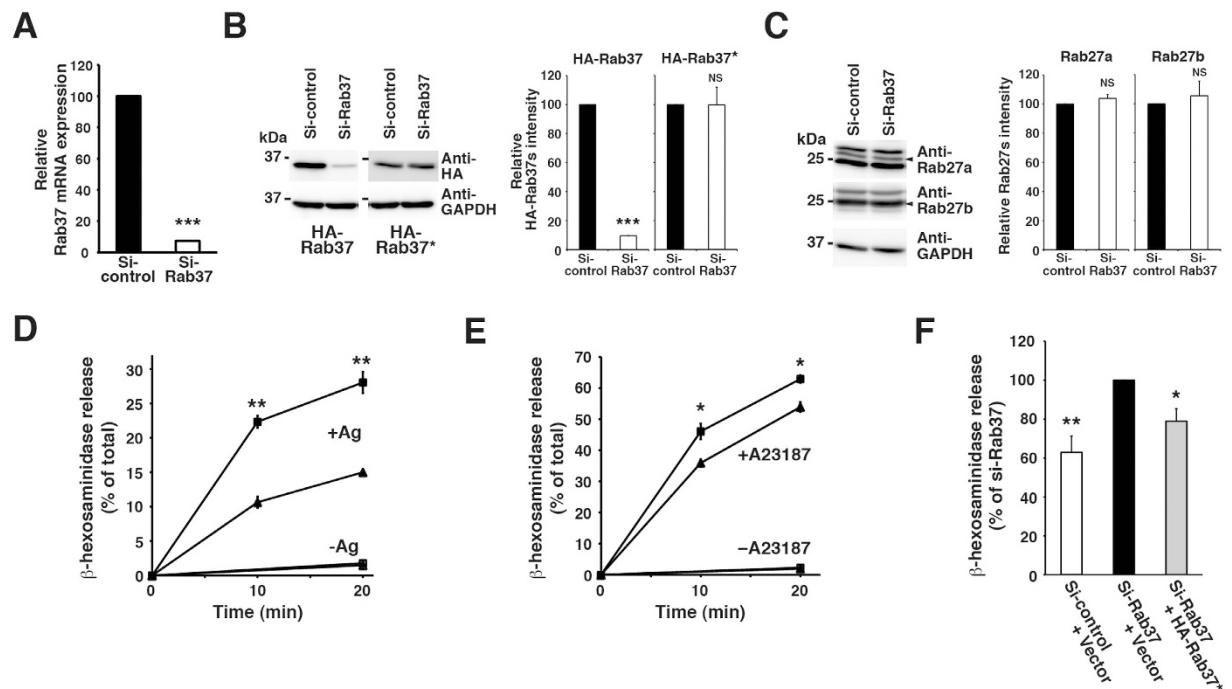 A
Relative
Rab37 mRNA expression
120
100
80
60
40
20
0
***
Si-
control
Si-
Rab37
B
Si-control
Si-Rab37
Si-control
Si-Rab37
kDa
37
37
Anti-
HA
Anti-
GAPDH
HA-
Rab37
HA-
Rab37*
HA-Rab37
HA-Rab37*
Relative
HA-Rab37s intensity
120
100
80
60
40
20
0
***
NS
Si-
control
Si-
Rab37
Si-
control
Si-
Rab37
C
Si-control
Si-Rab37
kDa
25
25
37
Anti-
Rab27a
Anti-
Rab27b
Anti-
GAPDH
Rab27a
Rab27b
Relative Rab27s intensity
120
100
80
60
40
20
0
NS
NS
Si-
control
Si-
Rab37
Si-
control
Si-
Rab37
D
β-hexosaminidase release
(% of total)
30
25
20
15
10
5
0
**
**
+Ag
-Ag
0
10
20
Time (min)
E
β-hexosaminidase release
(% of total)
70
60
50
40
30
20
10
0
*
*
+A23187
−A23187
0
10
20
Time (min)
F
β-hexosaminidase release
(% of si-Rab37)
120
100
80
60
40
20
0
**
*
Si-control
+ Vector
Si-Rab37
+ Vector
Si-Rab37
+ HA-Rab37*